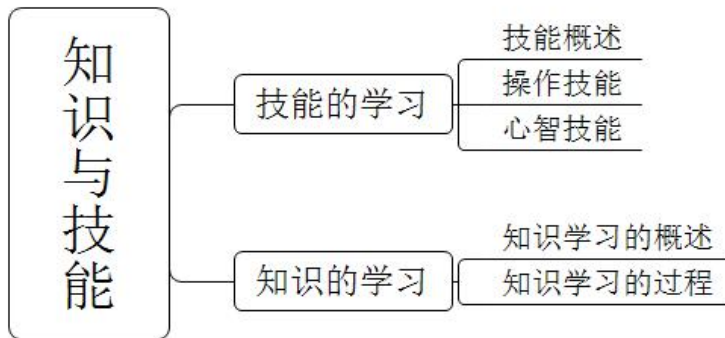 知识与技能
技能的学习
技能概述
操作技能
心智技能
知识的学习
知识学习的概述
知识学习的过程